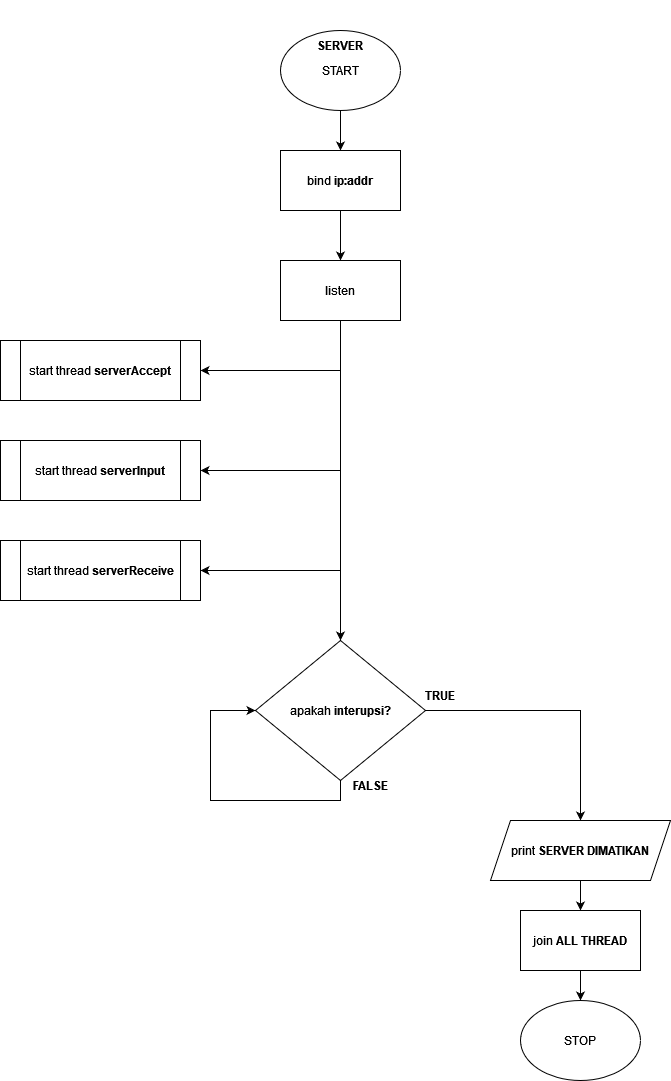 SERVER
START
bind ip:addr
listen
start thread serverAccept
start thread serverInput
start thread serverReceive
apakah interupsi?
TRUE
FALSE
print SERVER DIMATIKAN
join ALL THREAD
STOP